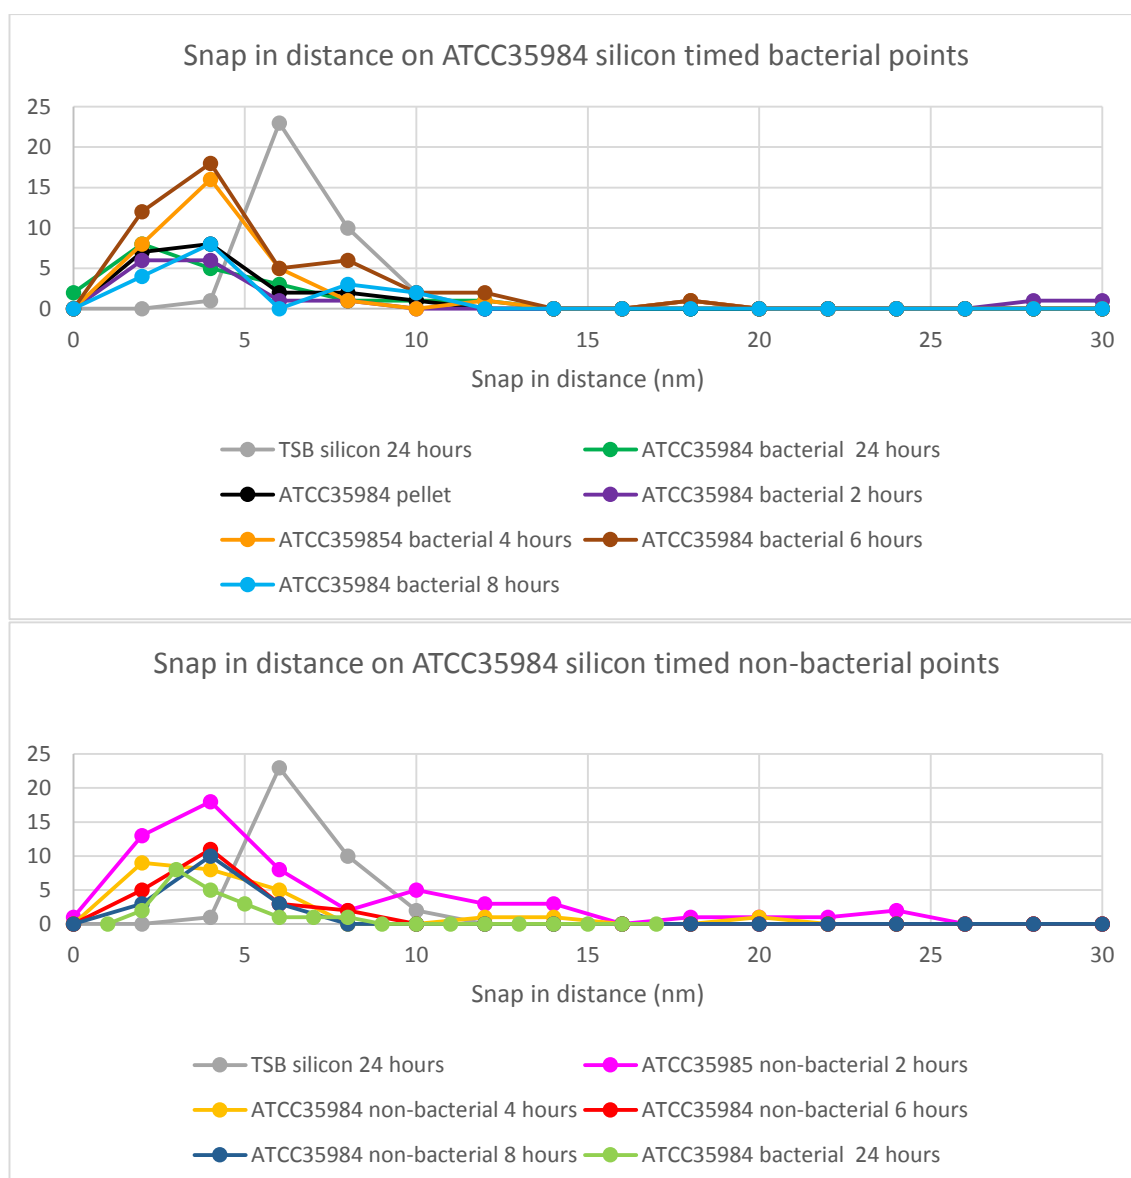 Snap in distance on ATCC35984 silicon timed bacterial points
25
20
15
10
5
0
0 5 10 15 20 25 30
Snap in distance (nm)
TSB silicon 24 hours ATCC35984 bacterial  24 hours
ATCC35984 pellet ATCC35984 bacterial 2 hours
ATCC359854 bacterial 4 hours ATCC35984 bacterial 6 hours
ATCC35984 bacterial 8 hours
Snap in distance on ATCC35984 silicon timed non-bacterial points
25
20
15
10
5
0
0 5 10 15 20 25 30
Snap in distance (nm)
TSB silicon 24 hours ATCC35985 non-bacterial 2 hours
ATCC35984 non-bacterial 4 hours ATCC35984 non-bacterial 6 hours
ATCC35984 non-bacterial 8 hours ATCC35984 bacterial  24 hours